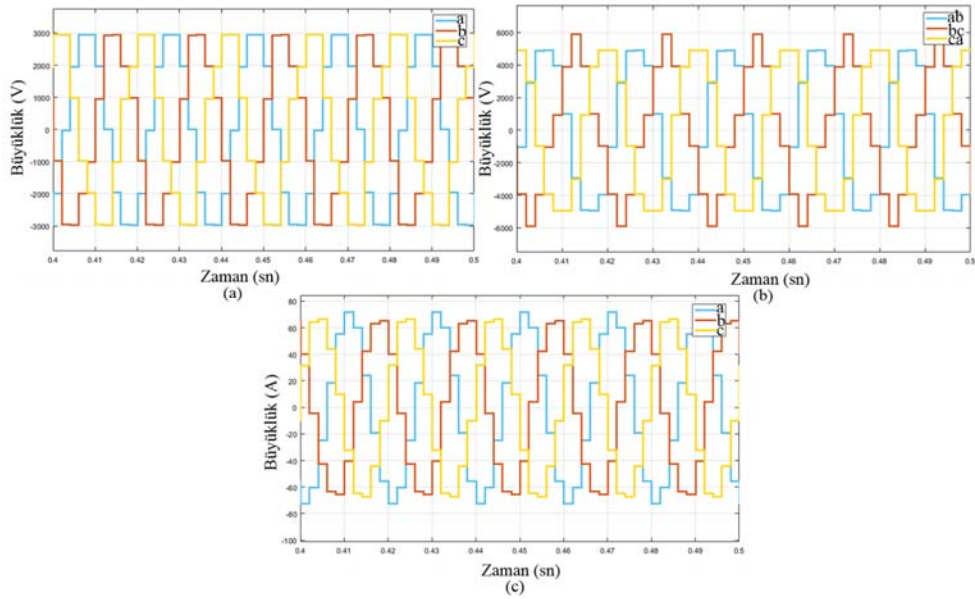 (a)
a
b
c
3000
2000
1000
0
-1000
-2000
-3000
Büyüklük (V)
0.4 0.41 0.42 0.43 0.44 0.45 0.46 0.47 0.48 0.49 0.5
Zaman (sn)
(a)
(b)
ab
bc
ca
6000
4000
2000
0
-2000
-4000
-6000
Büyüklük (V)
0.4 0.41 0.42 0.43 0.44 0.45 0.46 0.47 0.48 0.49 0.5
Zaman (sn)
(b)
a
b
c
80
60
40
20
0
-20
-40
-60
-80
-100
Büyüklük (A)
0.4 0.41 0.42 0.43 0.44 0.45 0.46 0.47 0.48 0.49 0.5
Zaman (sn)
(c)